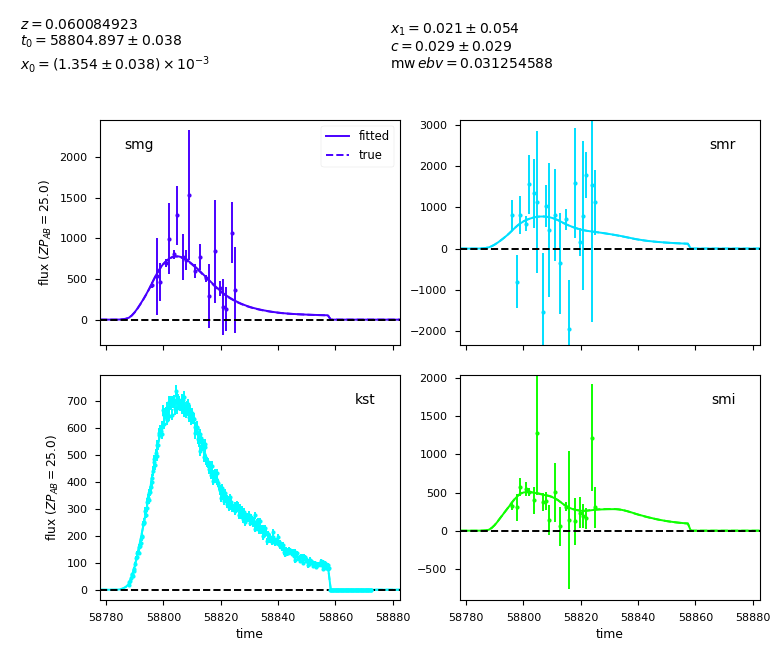 z = 0.060084923
t₀ = 58804.897 ± 0.038
x₀ = (1.354 ± 0.038) × 10⁻³
x₁ = 0.021 ± 0.054
c = 0.029 ± 0.029
mw ebv = 0.031254588
smg
fitted
true
flux (ZP_AB = 25.0)
2000
1500
1000
500
0
smr
3000
2000
1000
0
−1000
−2000
kst
flux (ZP_AB = 25.0)
700
600
500
400
300
200
100
0
58780 58800 58820 58840 58860 58880
time
smi
2000
1500
1000
500
0
−500
58780 58800 58820 58840 58860 58880
time